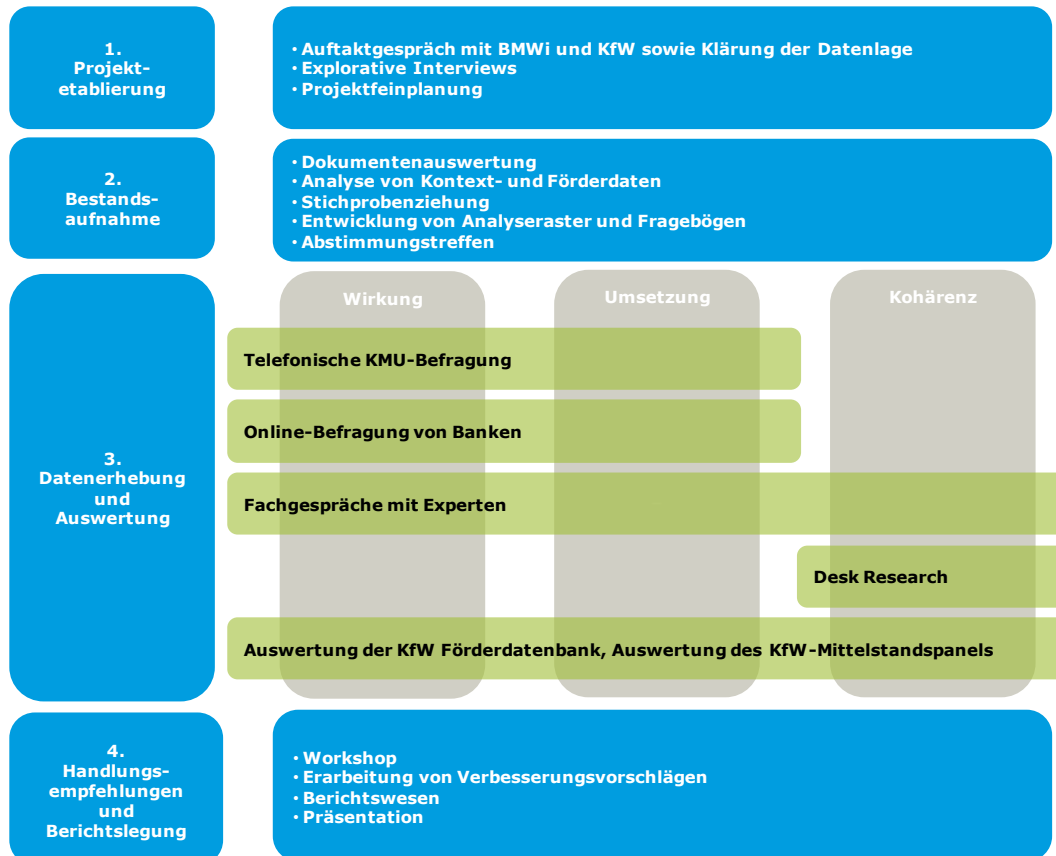 1.
Projekt-
etablierung
• Auftaktgespräch mit BMWi und KfW sowie Klärung der Datenlage
• Explorative Interviews
• Projektfeinplanung
2.
Bestands-
aufnahme
• Dokumentenauswertung
• Analyse von Kontext- und Förderdaten
• Stichprobenziehung
• Entwicklung von Analyseraster und Fragebögen
• Abstimmungstreffen
3.
Datenerhebung
und
Auswertung
Wirkung
Umsetzung
Kohärenz
Telefonische KMU-Befragung
Online-Befragung von Banken
Fachgespräche mit Experten
Desk Research
Auswertung der KfW Förderdatenbank, Auswertung des KfW-Mittelstandspanels
4.
Handlungs-
empfehlungen
und
Berichtslegung
• Workshop
• Erarbeitung von Verbesserungsvorschlägen
• Berichtswesen
• Präsentation